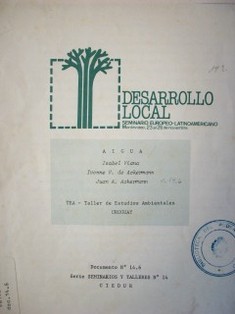 DESARROLLO
LOCAL
SEMINARIO EUROPEO-LATINOAMERICANO
A I G U A
Isabel Viana
Ivonne V. de Ackermann
Juan A. Ackermann
TEA - Taller de Estudios Ambientales
URUGUAY
Documento N° 14.6
Serie SEMINARIOS Y TALLERES N° 14
C I E D U R